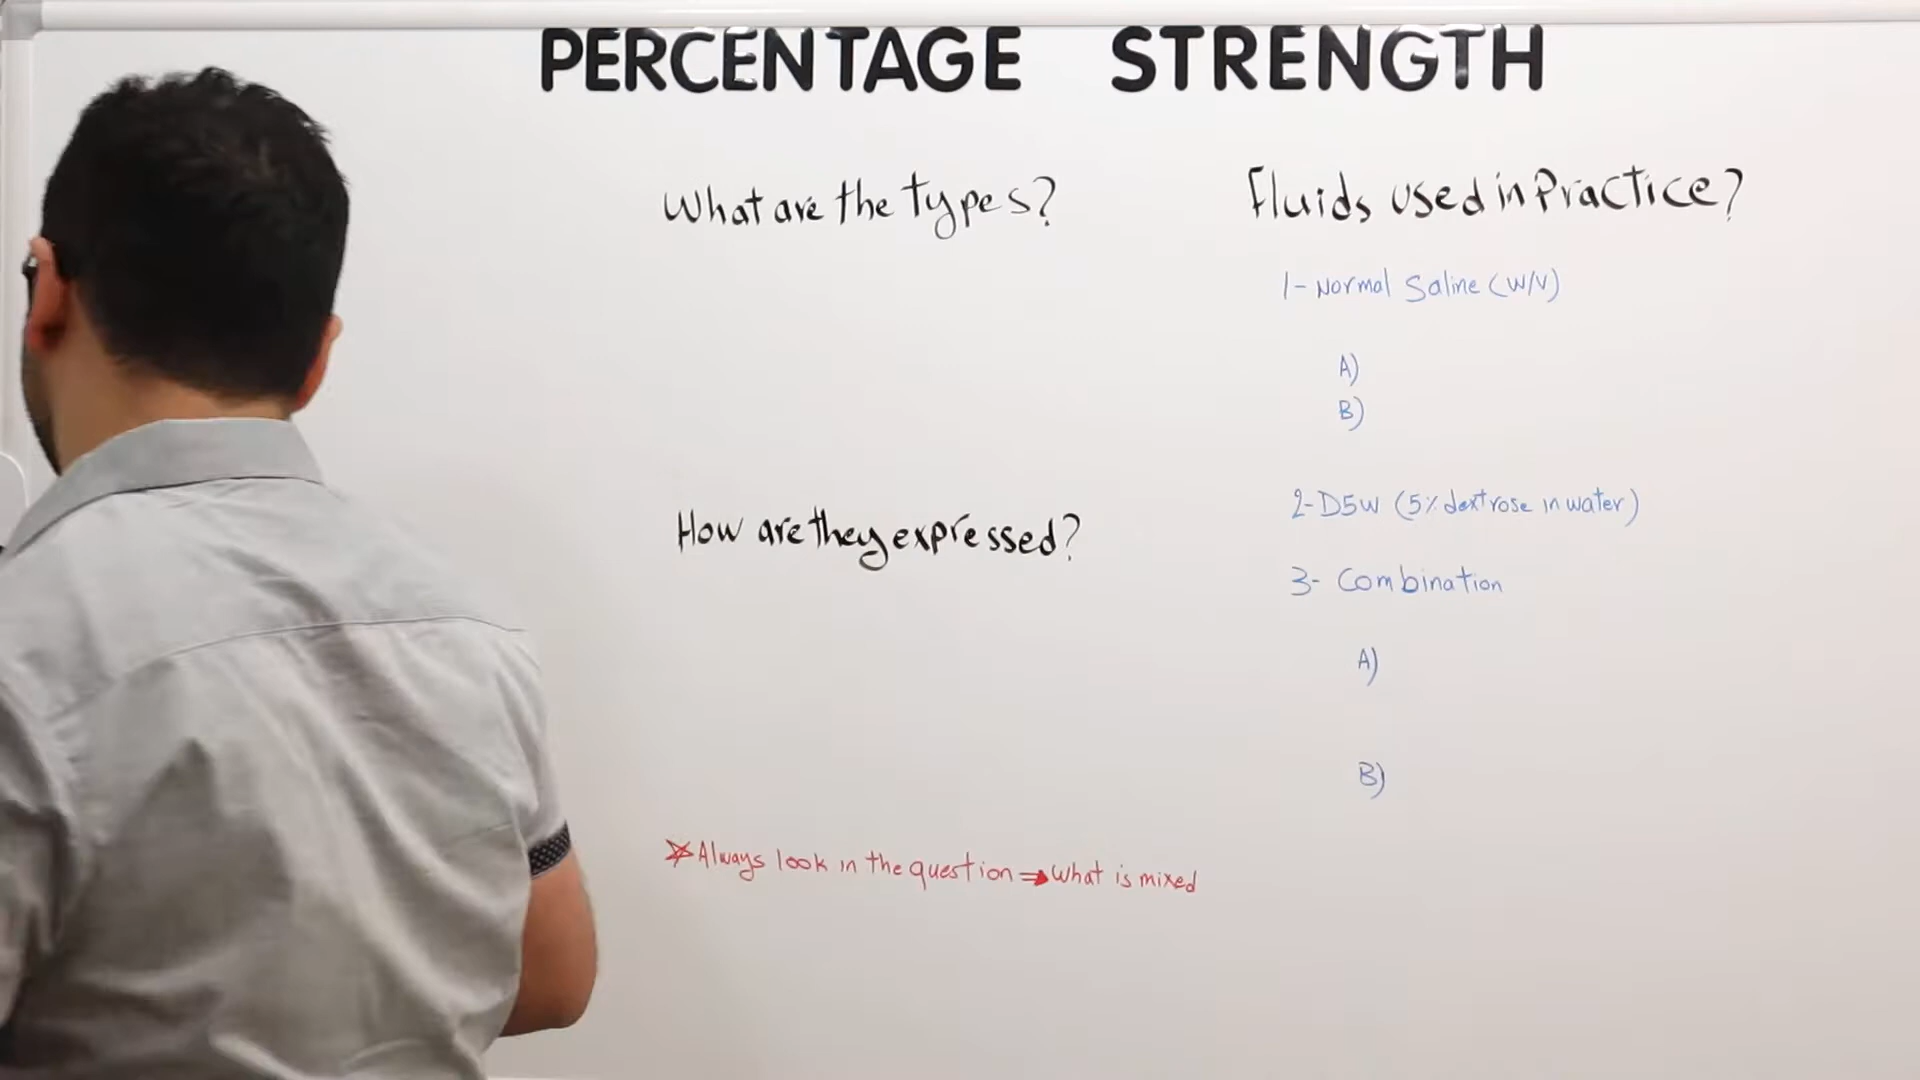 PERCENTAGE STRENGTH
What are the types?
How are they expressed?
*Always look in the question → what is mixed
Fluids used in Practice?
1- Normal Saline (W/V)
A)
B)
2- D5W (5% dextrose in water)
3- Combination
A)
B)